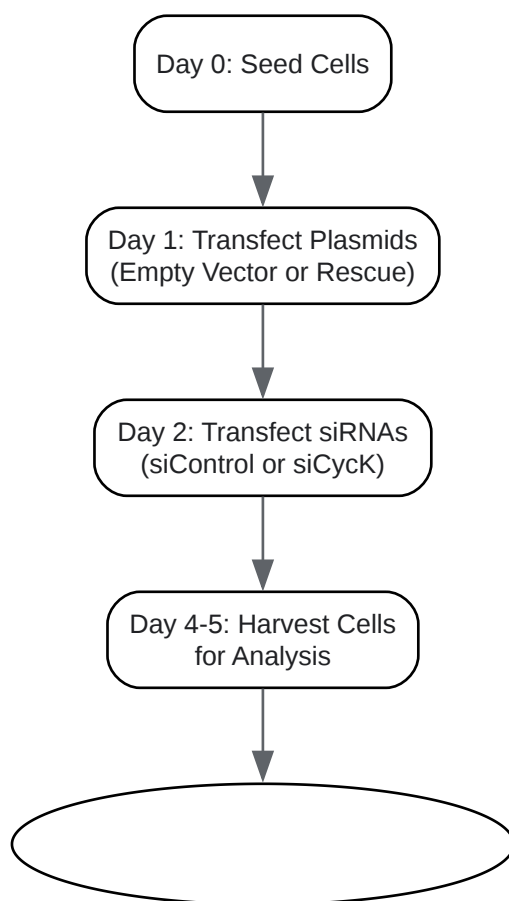 Day 0: Seed Cells
Day 1: Transfect Plasmids
(Empty Vector or Rescue)
Day 2: Transfect siRNAs
(siControl or siCycK)
Day 4-5: Harvest Cells
for Analysis